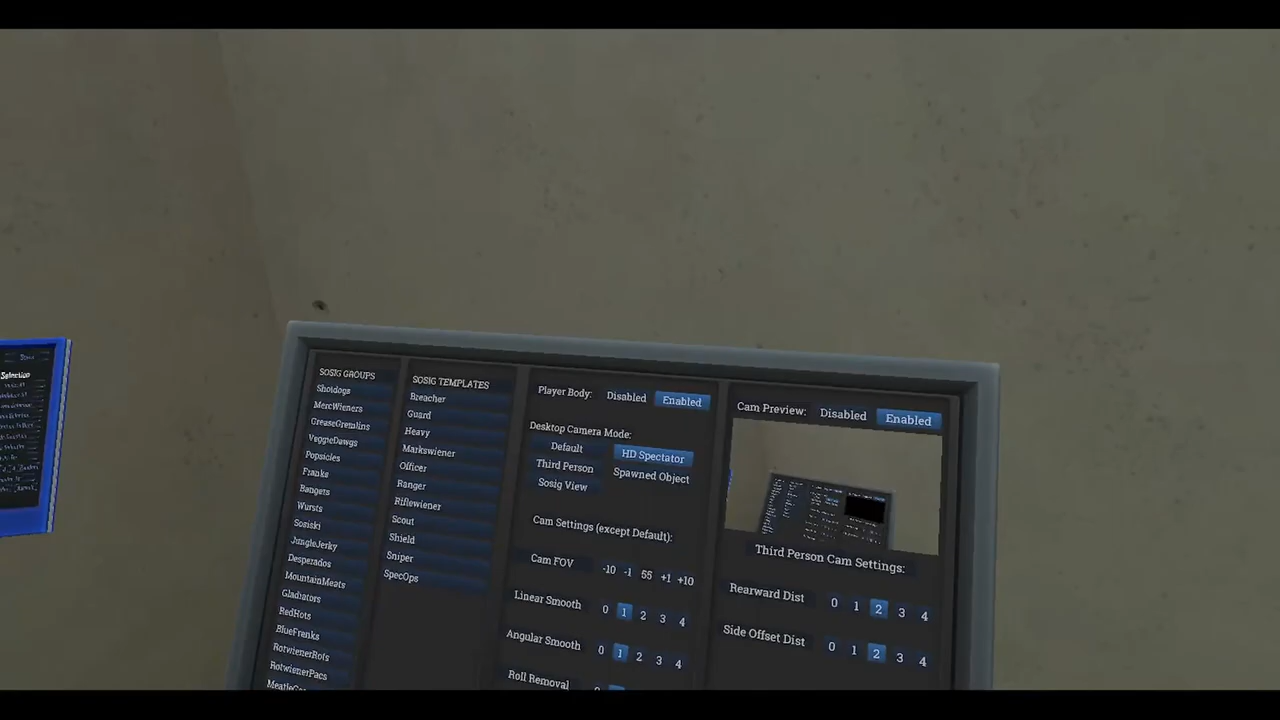 Selection
SOSIG GROUPS
Shotdogs
MercWieners
GreaseGremlins
VeggieDawgs
Popsicles
Franks
Bangers
Wursts
Sosiski
JungleJerky
Desperados
MountainMeats
Gladiators
RedHots
BlueFranks
RotwienerRots
RotwienerPacs
SOSIG TEMPLATES
Breacher
Guard
Heavy
Markswiener
Officer
Ranger
Riflewiener
Scout
Shield
Sniper
SpecOps
Player Body: Disabled Enabled
Desktop Camera Mode:
Default HD Spectator
Third Person Spawned Object
Sosig View
Cam Settings (except Default):
Cam FOV -10 -1 55 +1 +10
Linear Smooth 0 1 2 3 4
Angular Smooth 0 1 2 3 4
Roll Removal
Cam Preview: Disabled Enabled
Third Person Cam Settings:
Rearward Dist 0 1 2 3 4
Side Offset Dist 0 1 2 3 4